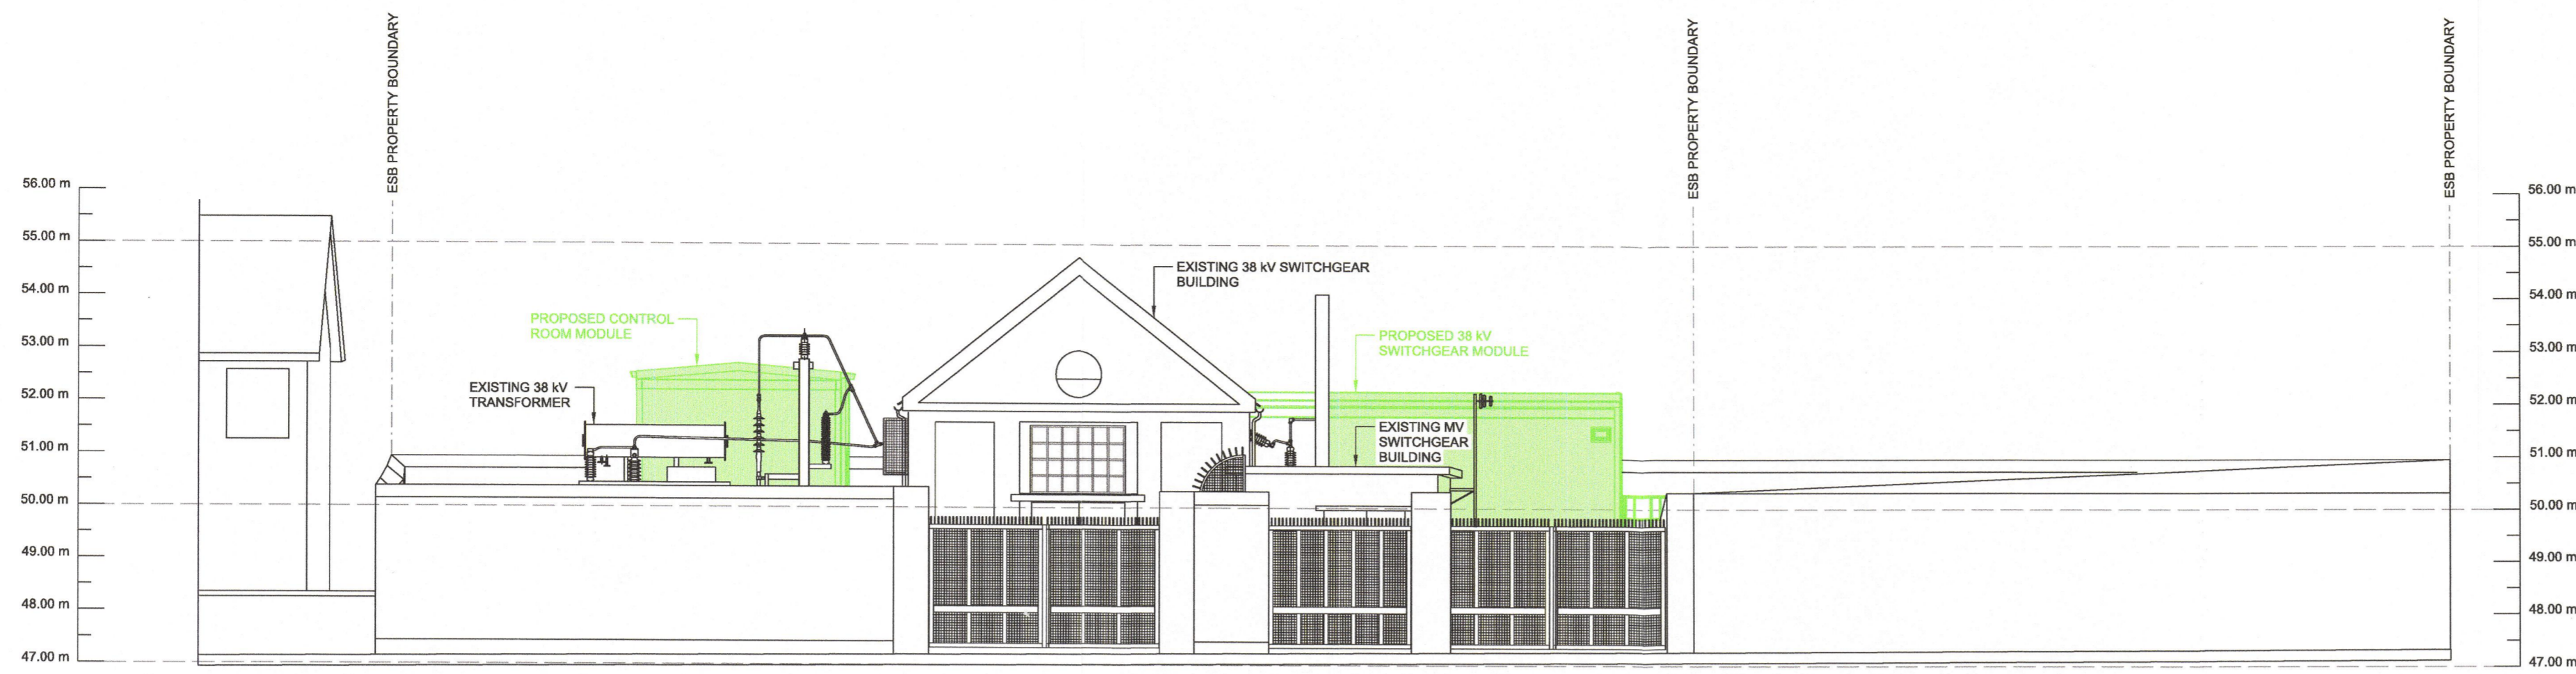 ESB PROPERTY BOUNDARY
ESB PROPERTY BOUNDARY
ESB PROPERTY BOUNDARY
56.00 m
55.00 m
54.00 m
53.00 m
52.00 m
51.00 m
50.00 m
49.00 m
48.00 m
47.00 m
PROPOSED CONTROL
ROOM MODULE
EXISTING 38 kV
TRANSFORMER
EXISTING 38 kV SWITCHGEAR
BUILDING
PROPOSED 38 kV
SWITCHGEAR MODULE
EXISTING MV
SWITCHGEAR
BUILDING
56.00 m
55.00 m
54.00 m
53.00 m
52.00 m
51.00 m
50.00 m
49.00 m
48.00 m
47.00 m